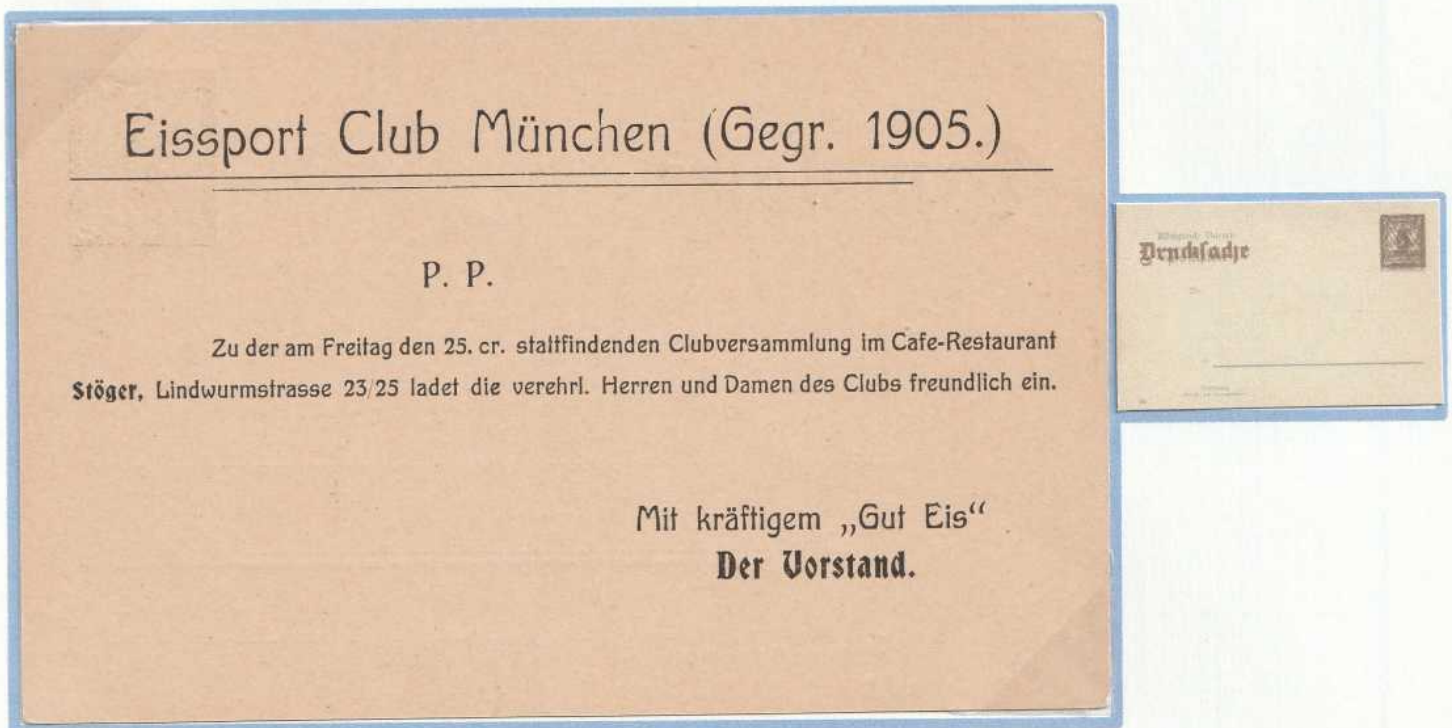 Eissport Club München (Gegr. 1905.)
P. P.
Zu der am Freitag den 25. cr. stattfindenden Clubversammlung im Cafe-Restaurant
Stöger, Lindwurmstrasse 23/25 ladet die verehrl. Herren und Damen des Clubs freundlich ein.
Mit kräftigem „Gut Eis“
Der Vorstand.
Drucksache